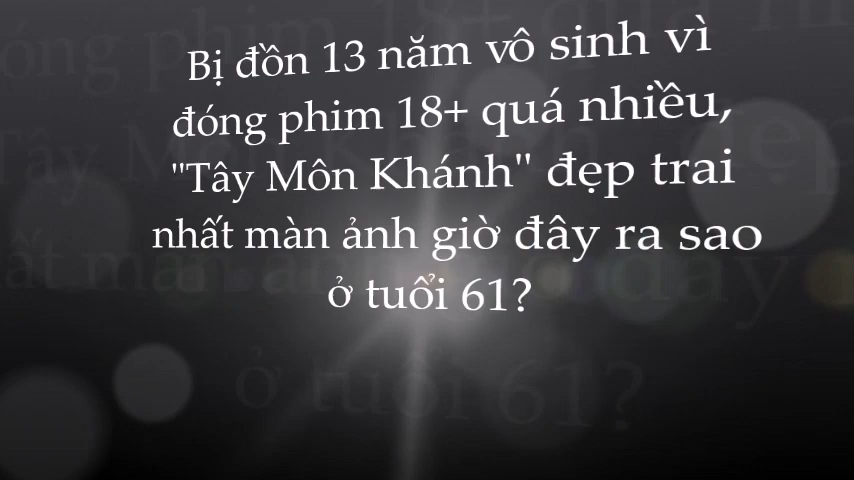 Bị đồn 13 năm vô sinh vì
đóng phim 18+ quá nhiều,
"Tây Môn Khánh" đẹp trai
nhất màn ảnh giờ đây ra sao
ở tuổi 61?